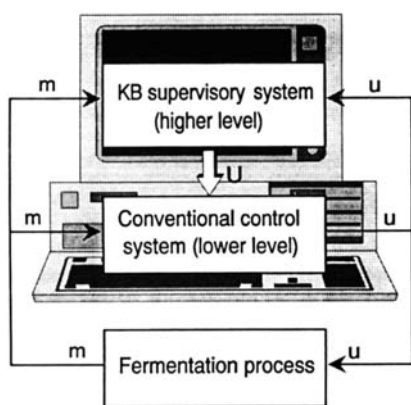 m
KB supervisory system
(higher level)
u
U
m
Conventional control
system (lower level)
u
m
Fermentation process
u